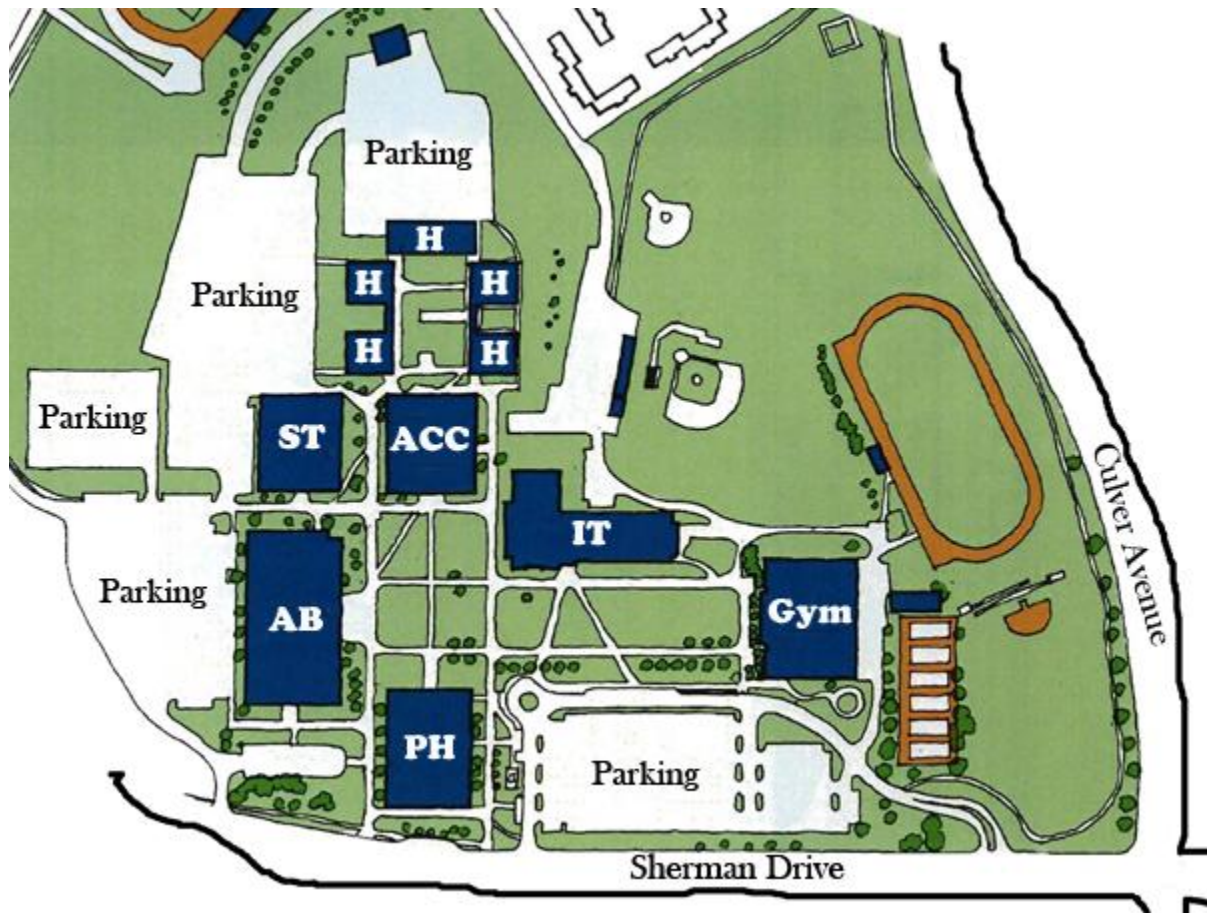 Parking
H
H
H
Parking
H
H
Parking
ST
ACC
Culver Avenue
IT
Parking
AB
Gym
PH
Parking
Sherman Drive